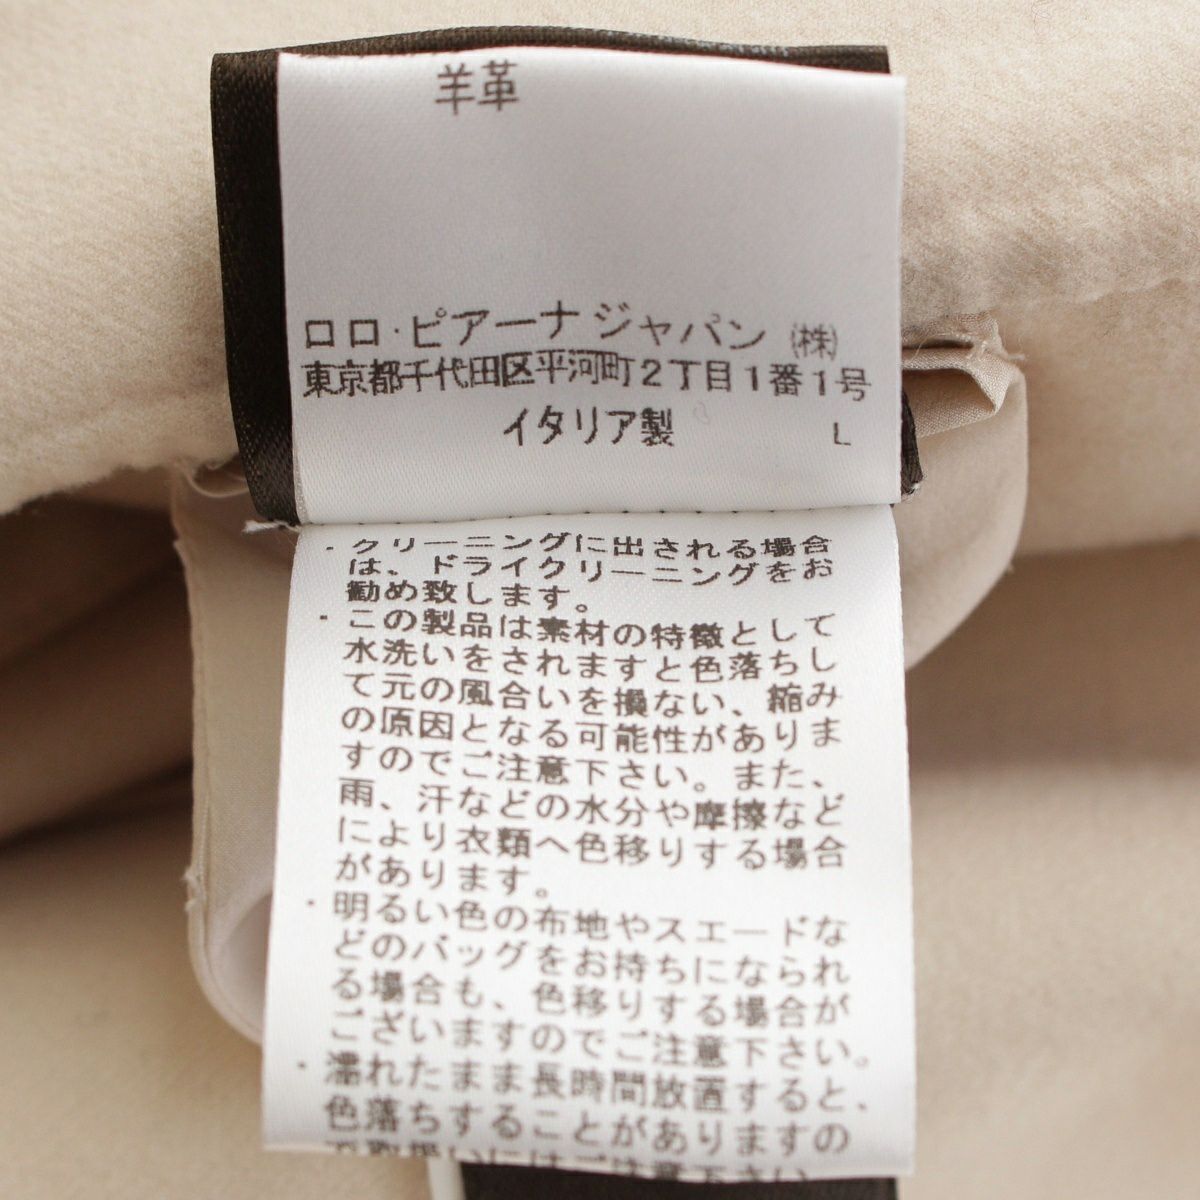 羊革
ロロ・ピアーナ ジャパン ㈱
東京都千代田区平河町2丁目1番1号
イタリア製 L
・クリーニングに出される場合
は、ドライクリーニングをお
勧め致します。
・この製品は素材の特徴として
水洗いをされますと色落ちし
て元の風合いを損ない、縮み
の原因となる可能性がありま
すのでご注意下さい。また、
雨、汗などの水分や摩擦など
により衣類へ色移りする場合
があります。
・明るい色の布地やスエードな
どのバッグをお持ちになられ
る場合も、色移りする場合が
ございますのでご注意下さい。
・濡れたまま長時間放置すると、
色落ちすることがありますの
で取扱いにはご注意下さい。